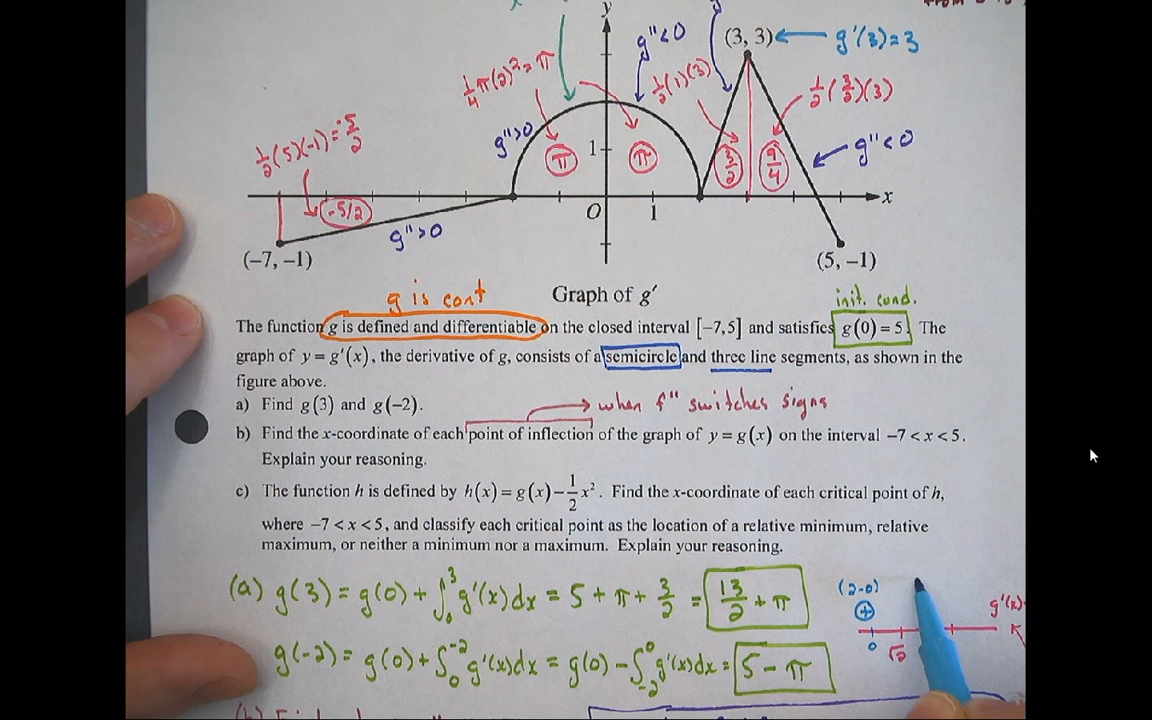 y
g"<0
(3, 3) ← g'(3)=3
1/4 π(2)² = π
1/2(1)(3)
1/2(3/2)(3)
g">0
1/2(5)(-1)=-5/2
π
π
1
3/2
9/4
g"<0
-5/2
O
1
x
g">0
(−7, −1)
(5, −1)
g is cont
Graph of g′
init. cond.
The function g is defined and differentiable on the closed interval [−7,5] and satisfies g(0) = 5. The
graph of y = g′(x), the derivative of g, consists of a semicircle and three line segments, as shown in the
figure above.
a) Find g(3) and g(−2).
when f" switches signs
b) Find the x-coordinate of each point of inflection of the graph of y = g(x) on the interval −7 < x < 5.
Explain your reasoning.
c) The function h is defined by h(x) = g(x) − 1/2 x². Find the x-coordinate of each critical point of h,
where −7 < x < 5, and classify each critical point as the location of a relative minimum, relative
maximum, or neither a minimum nor a maximum. Explain your reasoning.
(a) g(3) = g(0) + ∫₀³ g'(x)dx = 5 + π + 3/2 = 13/2 + π
(2-0)
+
g'(x)-
0
√2
g(-2) = g(0) + ∫₀⁻² g'(x)dx = g(0) − ∫₋₂⁰ g'(x)dx = 5 − π